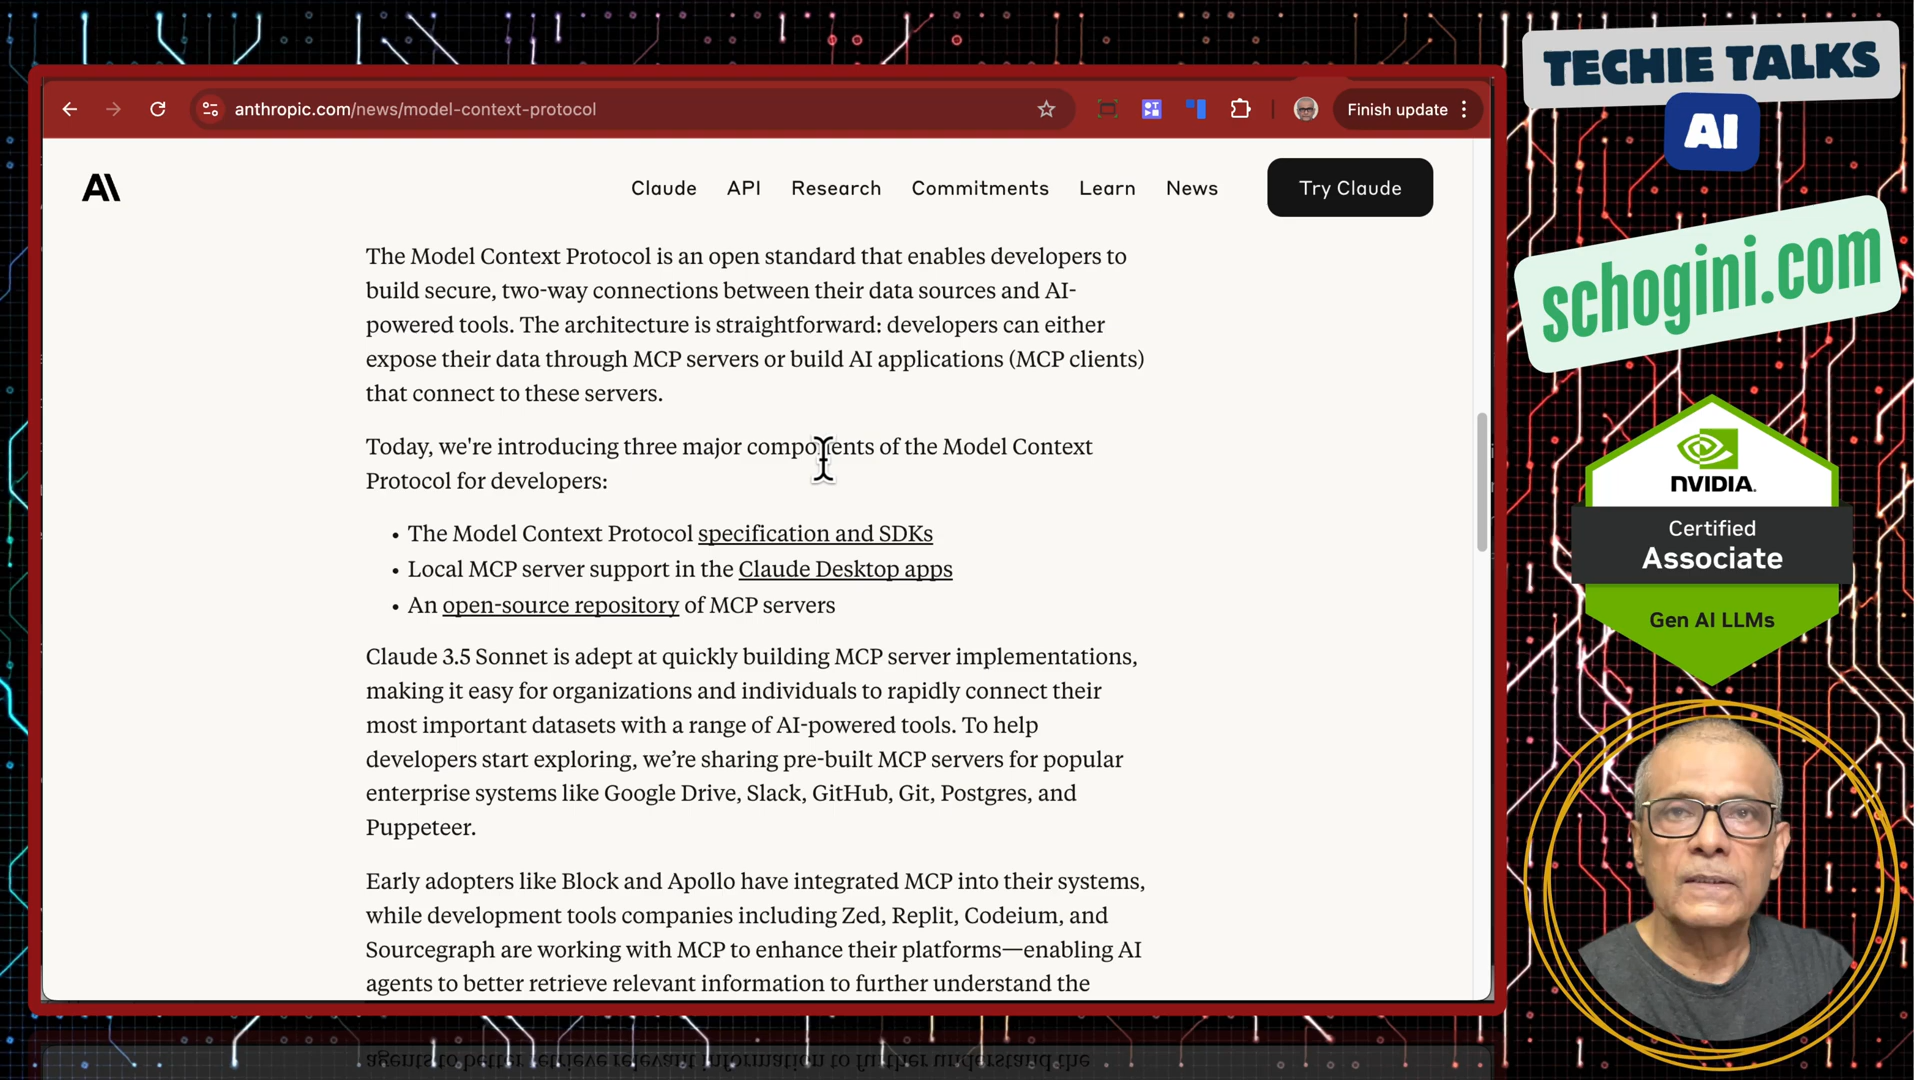 TECHIE TALKS
AI
anthropic.com/news/model-context-protocol
Finish update
Claude API Research Commitments Learn News Try Claude
The Model Context Protocol is an open standard that enables developers to
build secure, two-way connections between their data sources and AI-
powered tools. The architecture is straightforward: developers can either
expose their data through MCP servers or build AI applications (MCP clients)
that connect to these servers.
Today, we're introducing three major components of the Model Context
Protocol for developers:
• The Model Context Protocol specification and SDKs
• Local MCP server support in the Claude Desktop apps
• An open-source repository of MCP servers
Claude 3.5 Sonnet is adept at quickly building MCP server implementations,
making it easy for organizations and individuals to rapidly connect their
most important datasets with a range of AI-powered tools. To help
developers start exploring, we’re sharing pre-built MCP servers for popular
enterprise systems like Google Drive, Slack, GitHub, Git, Postgres, and
Puppeteer.
Early adopters like Block and Apollo have integrated MCP into their systems,
while development tools companies including Zed, Replit, Codeium, and
Sourcegraph are working with MCP to enhance their platforms—enabling AI
agents to better retrieve relevant information to further understand the
schogini.com
NVIDIA.
Certified
Associate
Gen AI LLMs
agents to better retrieve relevant information to further understand the